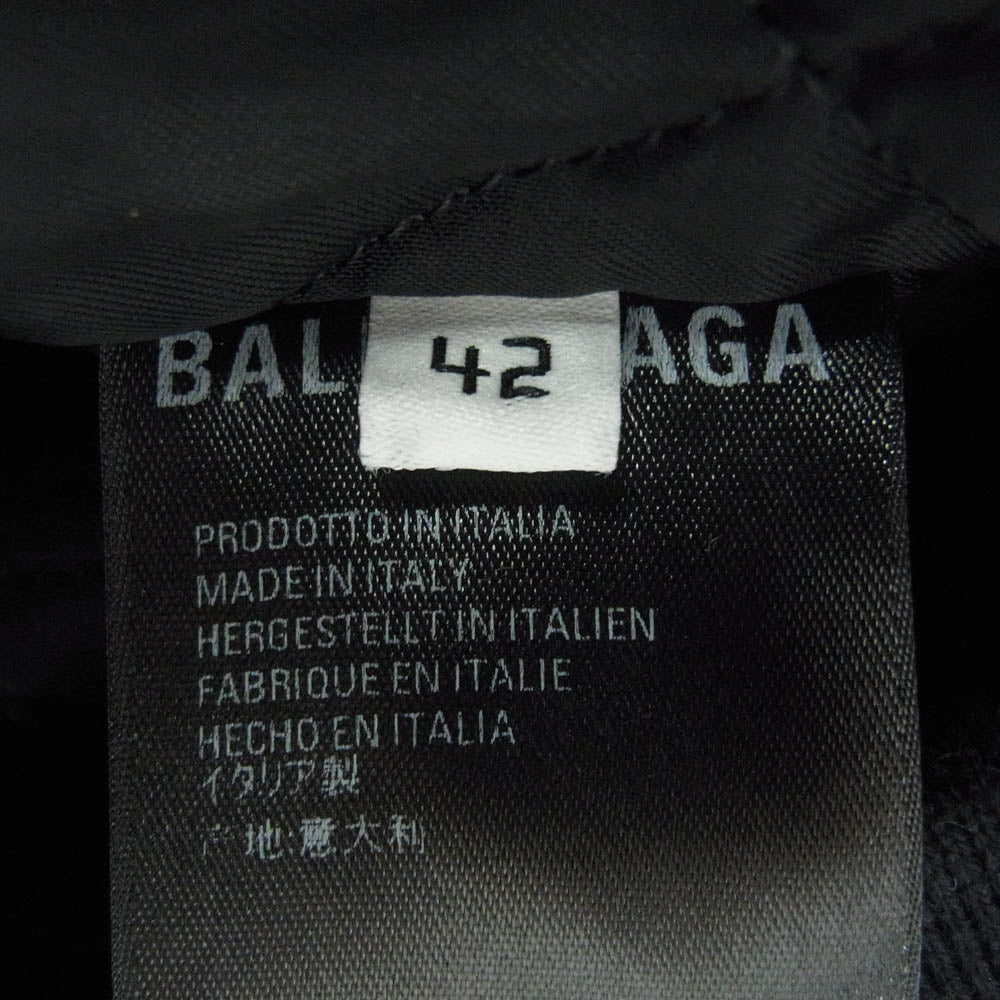 BAL AGA
42
PRODOTTO IN ITALIA
MADE IN ITALY
HERGESTELLT IN ITALIEN
FABRIQUE EN ITALIE
HECHO EN ITALIA
イタリア製
产地:意大利